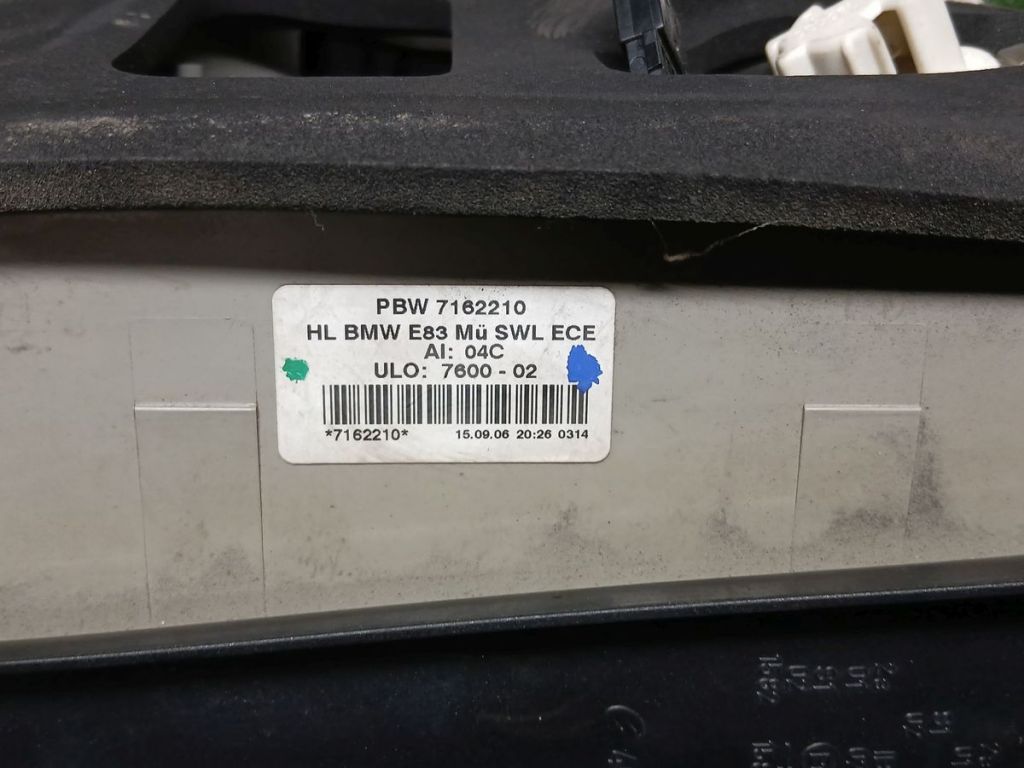 PBW 7162210
HL BMW E83 Mü SWL ECE
AI: 04C
ULO: 7600 - 02
*7162210* 15.09.06 20:26 0314